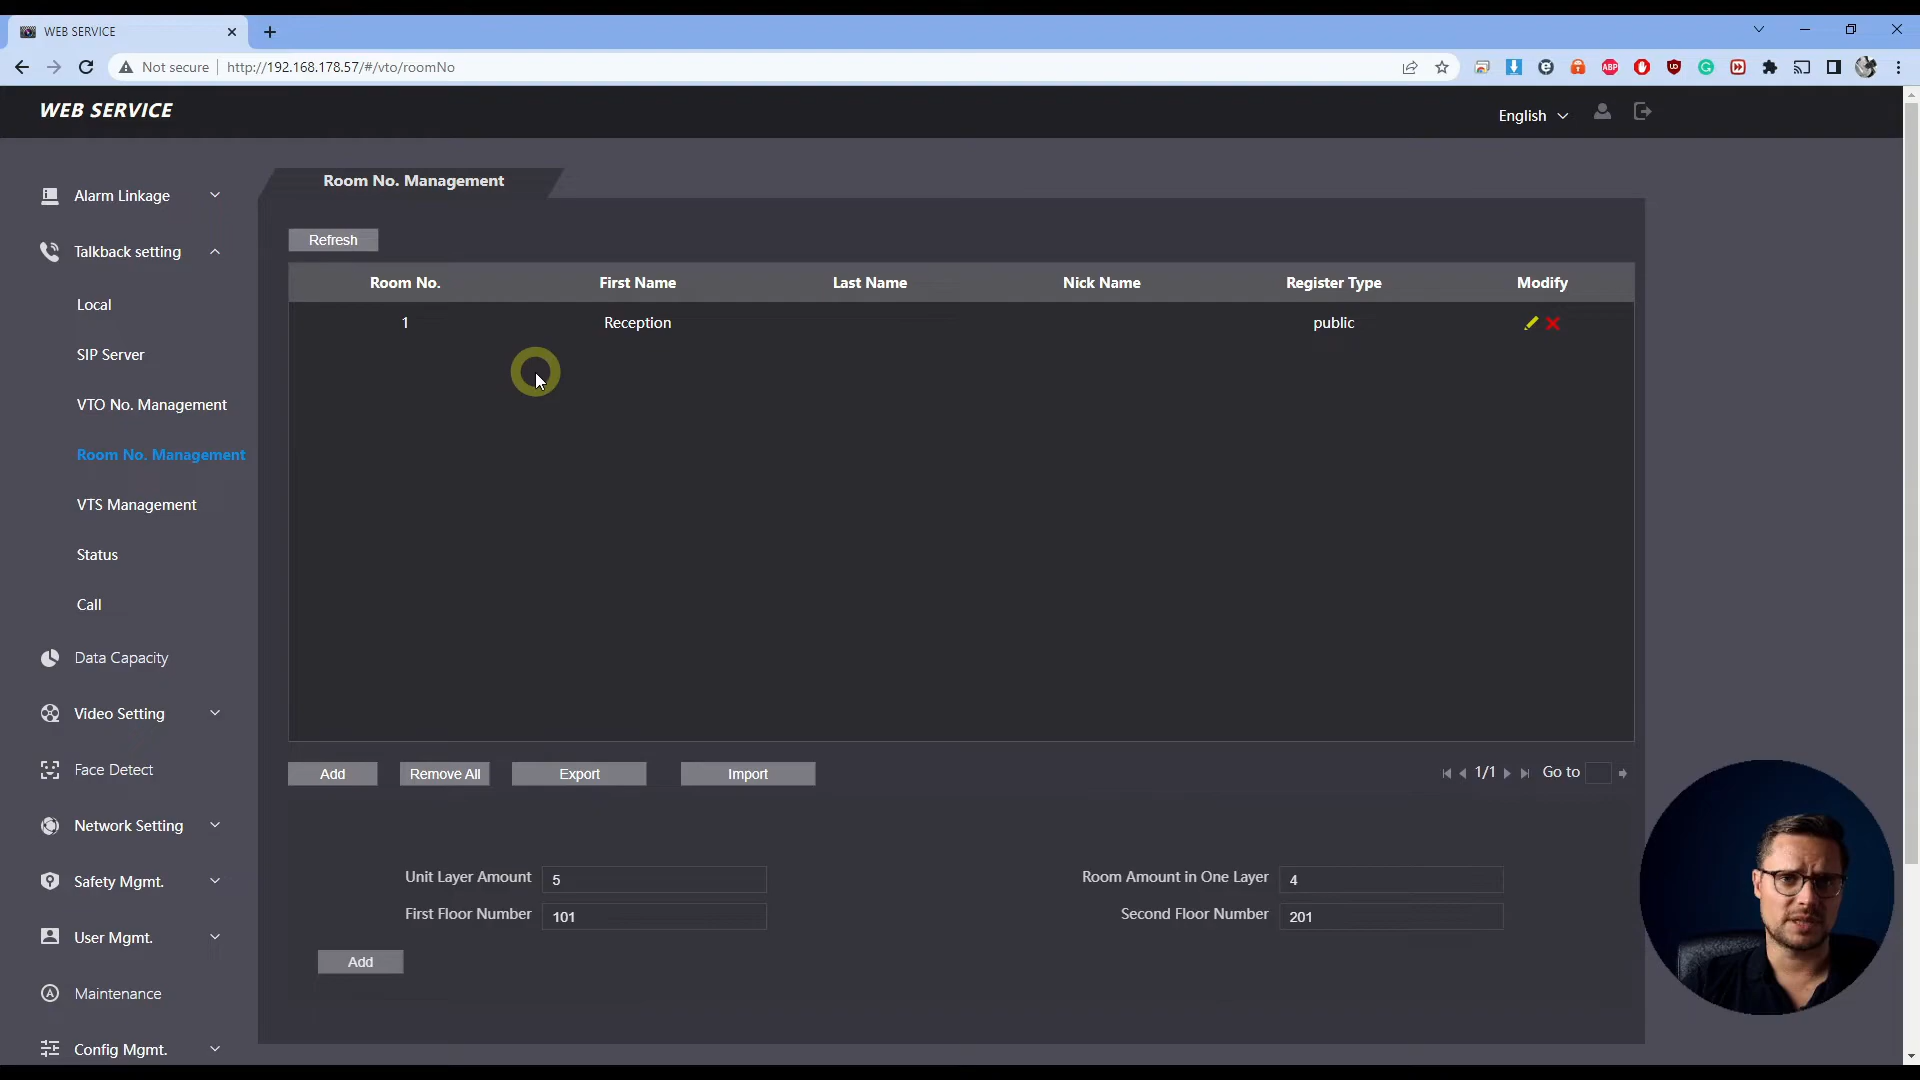 WEB SERVICE
Not secure
http://192.168.178.57/#/vto/roomNo
ABP
WEB SERVICE
English
Alarm Linkage
Talkback setting
Local
SIP Server
VTO No. Management
Room No. Management
VTS Management
Status
Call
Data Capacity
Video Setting
Face Detect
Network Setting
Safety Mgmt.
User Mgmt.
Maintenance
Config Mgmt.
Room No. Management
Refresh
Room No. First Name Last Name Nick Name Register Type Modify
1 Reception public
Add Remove All Export Import 1/1 Go to
Unit Layer Amount 5 Room Amount in One Layer 4
First Floor Number 101 Second Floor Number 201
Add